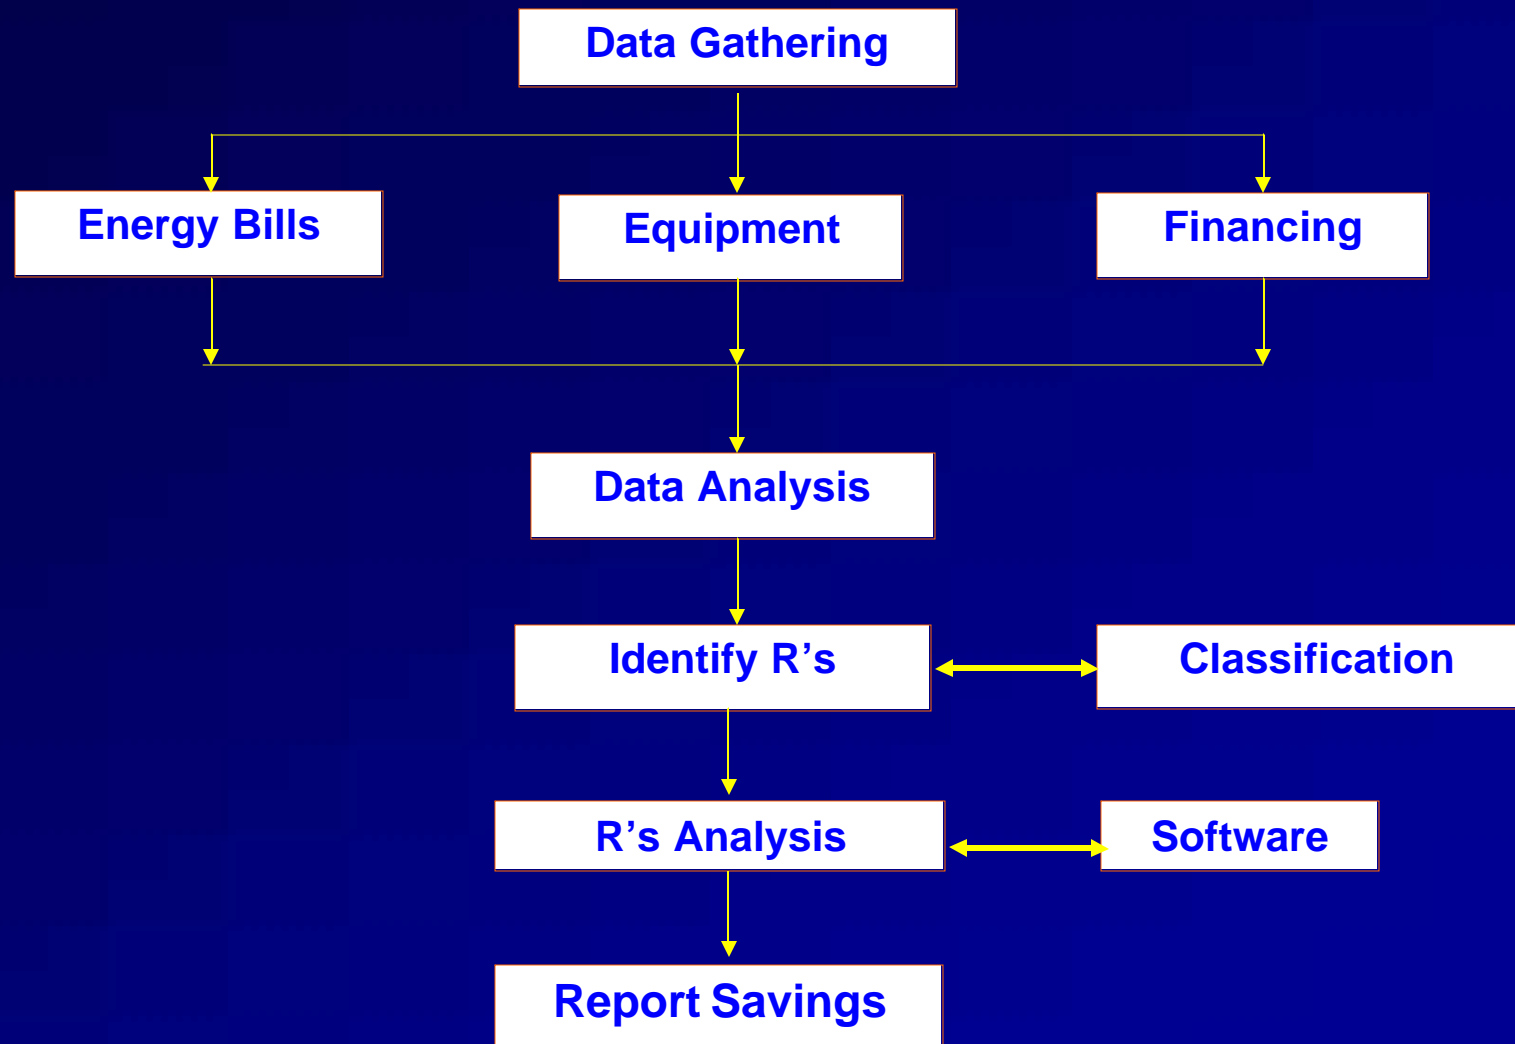 Data Gathering
Energy Bills
Equipment
Financing
Data Analysis
Identify R’s
Classification
R’s Analysis
Software
Report Savings